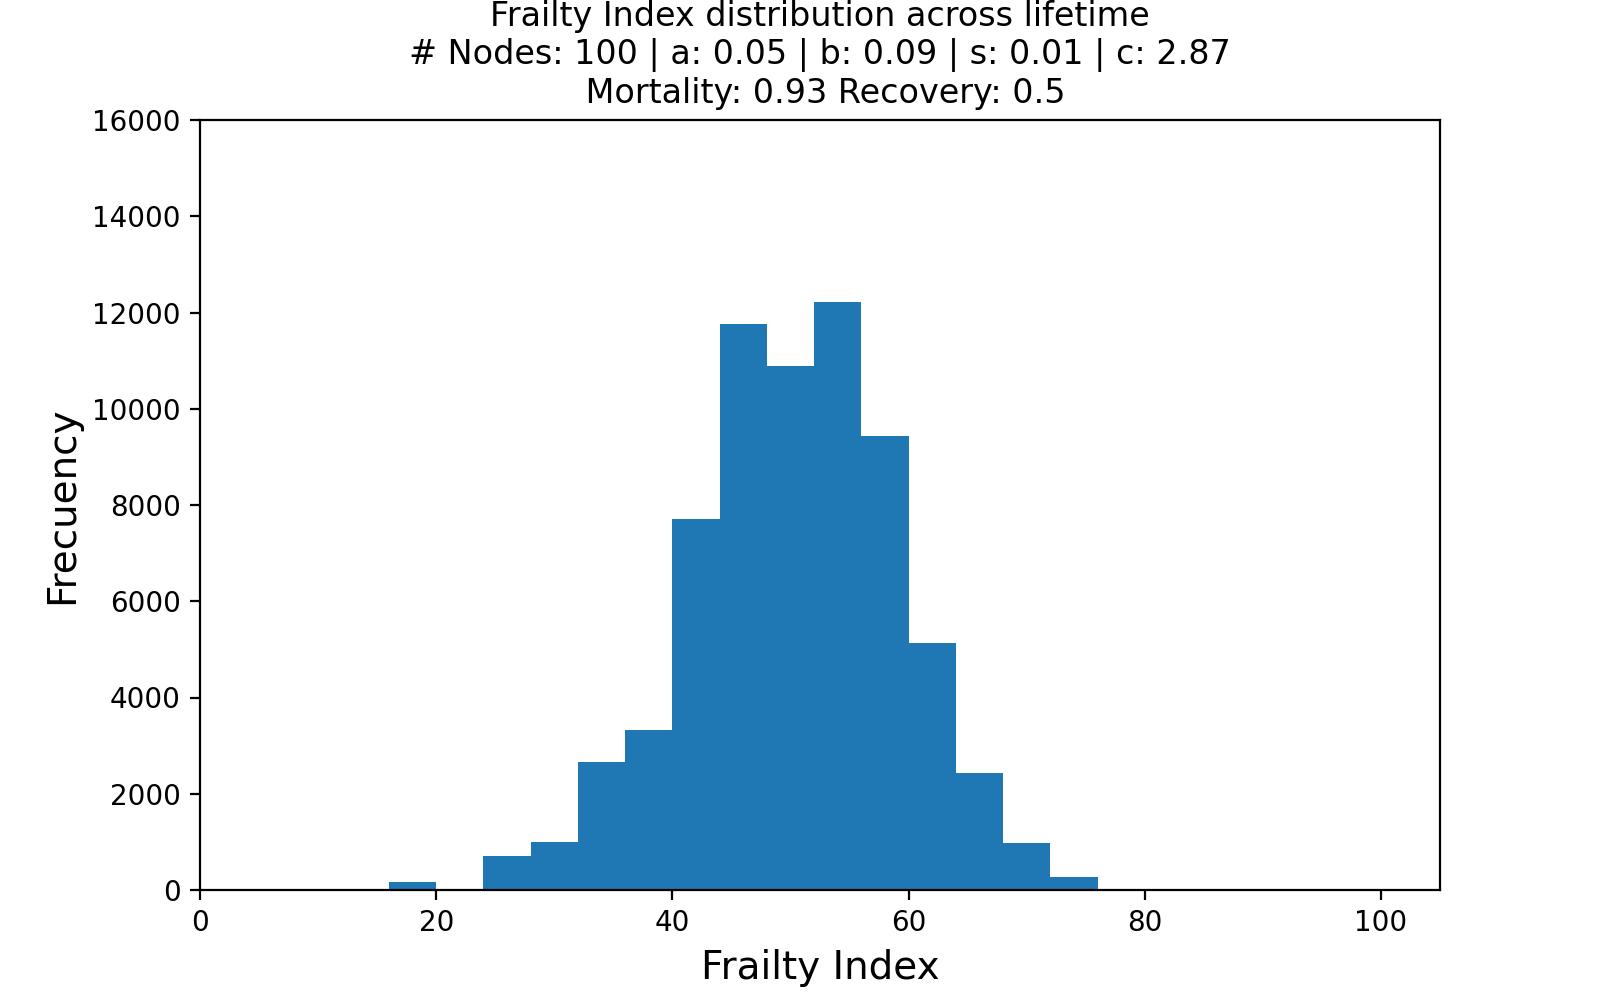 Frailty Index distribution across lifetime
# Nodes: 100 | a: 0.05 | b: 0.09 | s: 0.01 | c: 2.87
Mortality: 0.93 Recovery: 0.5
16000
14000
12000
10000
8000
6000
4000
2000
0
Frecuency
0 20 40 60 80 100
Frailty Index